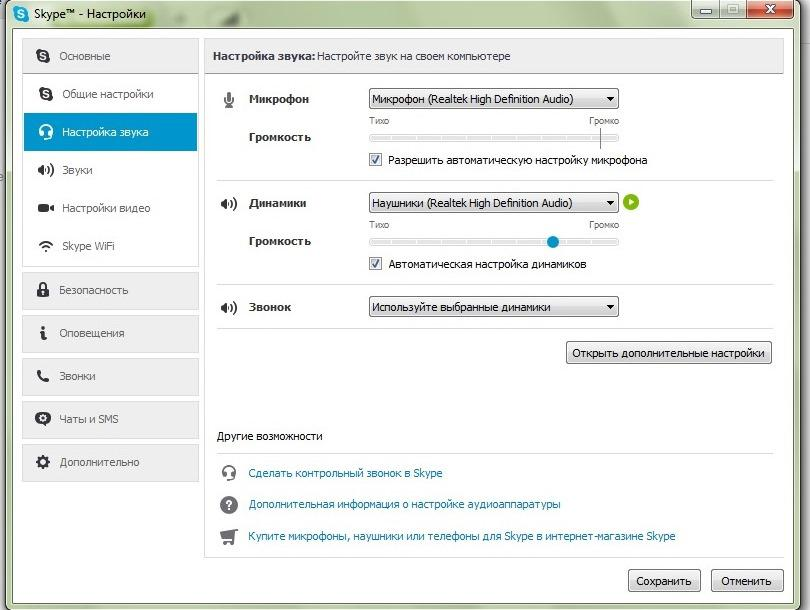 Skype™ - Настройки
Основные
Общие настройки
Настройка звука
Звуки
Настройки видео
Skype WiFi
Безопасность
Оповещения
Звонки
Чаты и SMS
Дополнительно
Настройка звука: Настройте звук на своем компьютере
Микрофон
Микрофон (Realtek High Definition Audio)
Тихо Громко
Громкость
Разрешить автоматическую настройку микрофона
Динамики
Наушники (Realtek High Definition Audio)
Тихо Громко
Громкость
Автоматическая настройка динамиков
Звонок
Используйте выбранные динамики
Открыть дополнительные настройки
Другие возможности
Сделать контрольный звонок в Skype
Дополнительная информация о настройке аудиоаппаратуры
Купите микрофоны, наушники или телефоны для Skype в интернет-магазине Skype
Сохранить Отменить